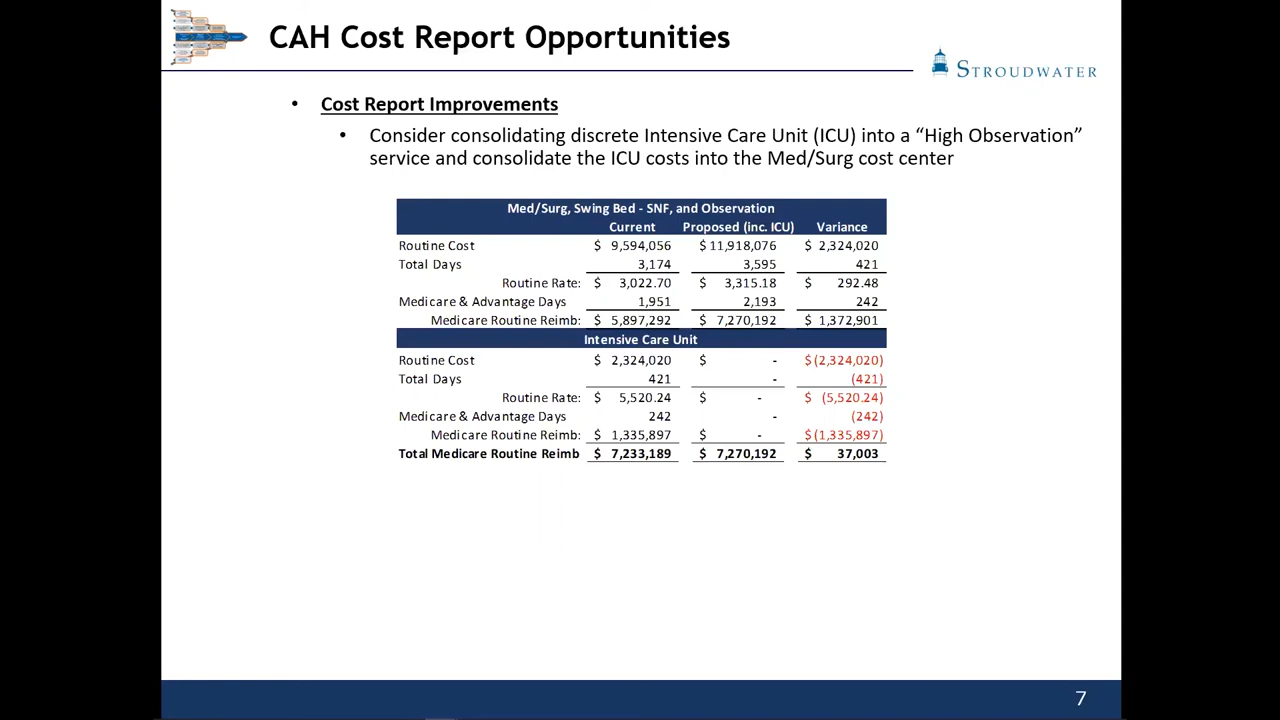 CAH Cost Report Opportunities
STROUDWATER
• Cost Report Improvements
• Consider consolidating discrete Intensive Care Unit (ICU) into a “High Observation”
service and consolidate the ICU costs into the Med/Surg cost center
Med/Surg, Swing Bed - SNF, and Observation
Current Proposed (inc. ICU) Variance
Routine Cost $ 9,594,056 $ 11,918,076 $ 2,324,020
Total Days 3,174 3,595 421
Routine Rate: $ 3,022.70 $ 3,315.18 $ 292.48
Medicare & Advantage Days 1,951 2,193 242
Medicare Routine Reimb: $ 5,897,292 $ 7,270,192 $ 1,372,901
Intensive Care Unit
Routine Cost $ 2,324,020 $ - $ (2,324,020)
Total Days 421 - (421)
Routine Rate: $ 5,520.24 $ - $ (5,520.24)
Medicare & Advantage Days 242 - (242)
Medicare Routine Reimb: $ 1,335,897 $ - $ (1,335,897)
Total Medicare Routine Reimb $ 7,233,189 $ 7,270,192 $ 37,003
7